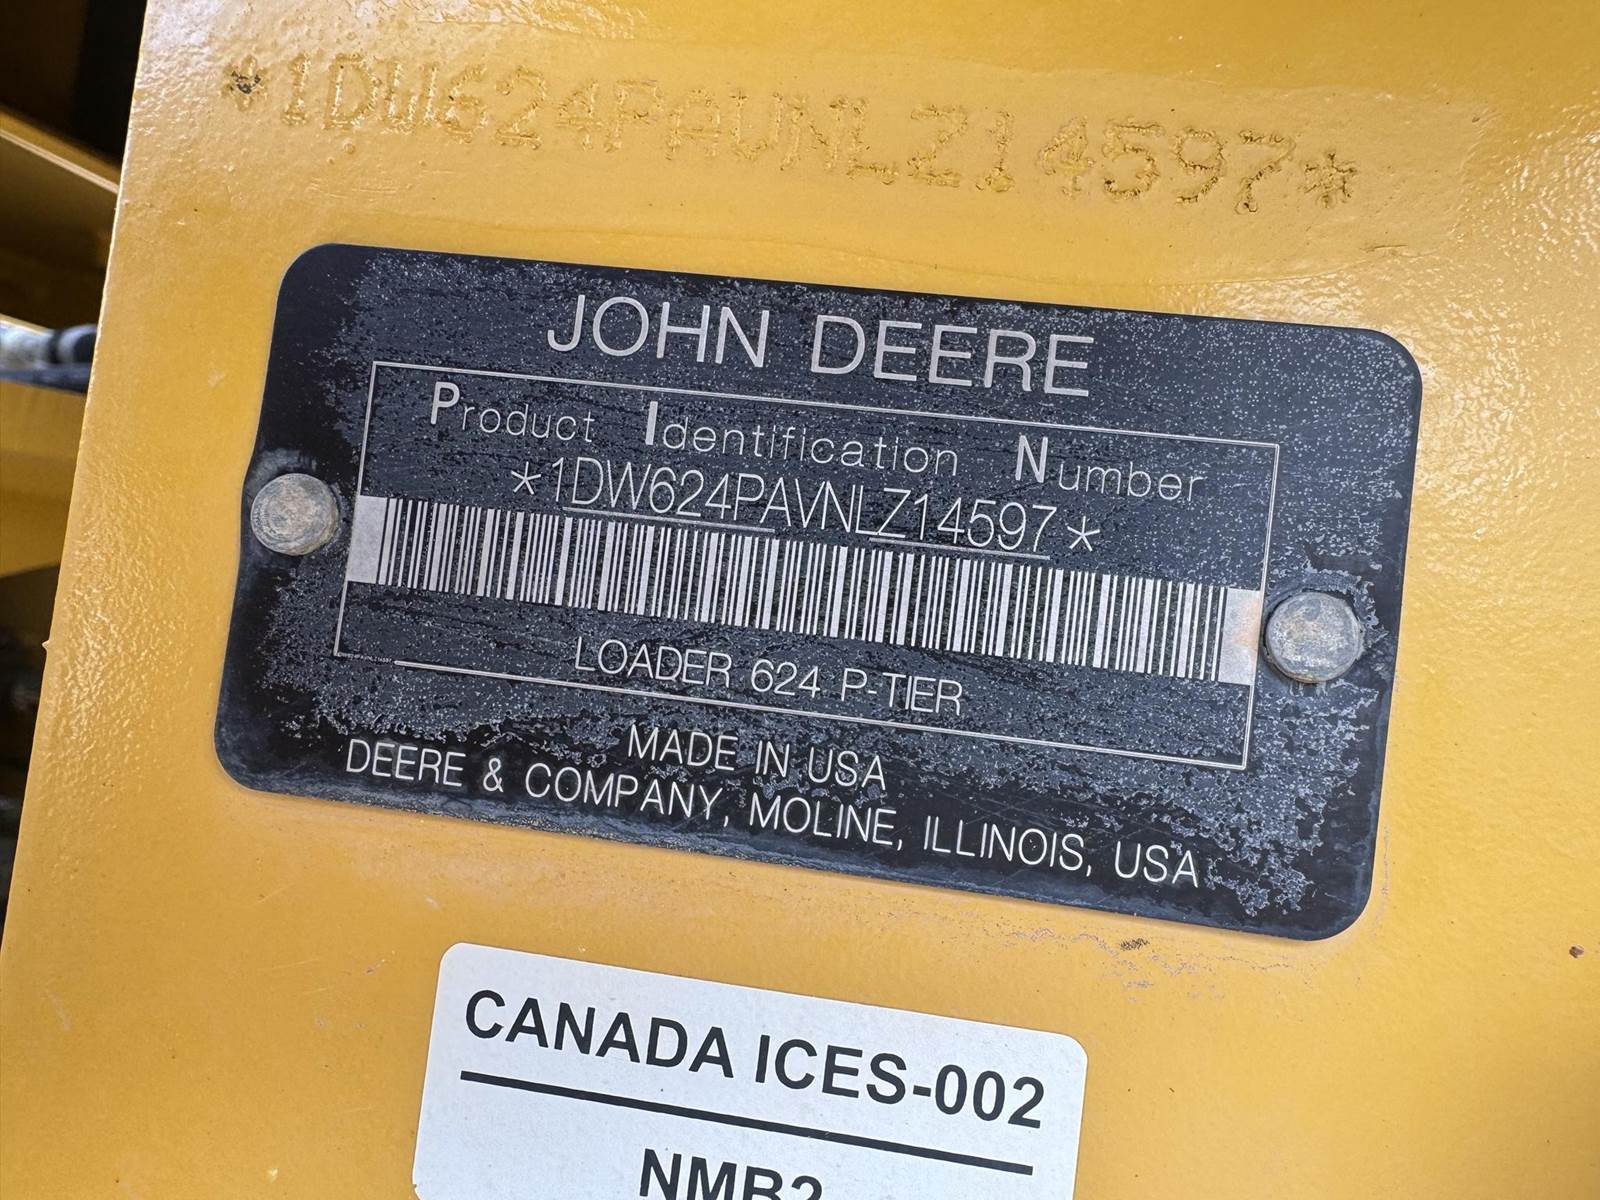 *1DW624PAVNLZ14597*
JOHN DEERE
Product Identification Number
*1DW624PAVNLZ14597*
LOADER 624 P-TIER
MADE IN USA
DEERE & COMPANY, MOLINE, ILLINOIS, USA
CANADA ICES-002
NMB2